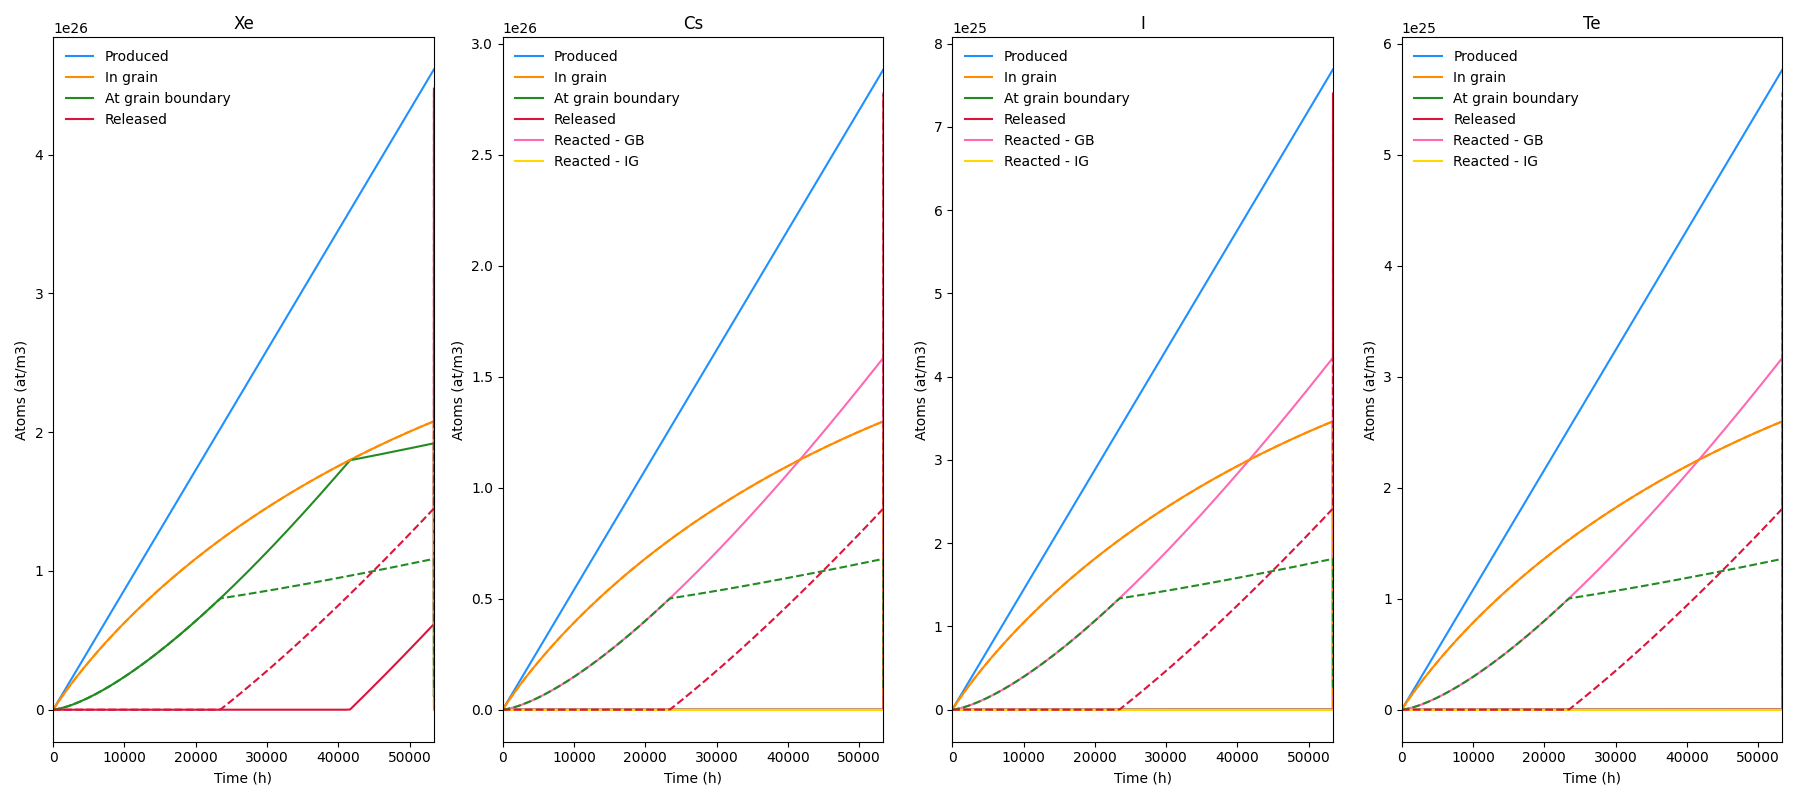 Xe
1e26
Produced
In grain
At grain boundary
Released
4
3
2
1
0
Atoms (at/m3)
0 10000 20000 30000 40000 50000
Time (h)
Cs
1e26
3.0
Produced
In grain
At grain boundary
Released
Reacted - GB
Reacted - IG
2.5
2.0
1.5
1.0
0.5
0.0
Atoms (at/m3)
0 10000 20000 30000 40000 50000
Time (h)
I
1e25
8
Produced
In grain
At grain boundary
Released
Reacted - GB
Reacted - IG
7
6
5
4
3
2
1
0
Atoms (at/m3)
0 10000 20000 30000 40000 50000
Time (h)
Te
1e25
6
Produced
In grain
At grain boundary
Released
Reacted - GB
Reacted - IG
5
4
3
2
1
0
Atoms (at/m3)
0 10000 20000 30000 40000 50000
Time (h)